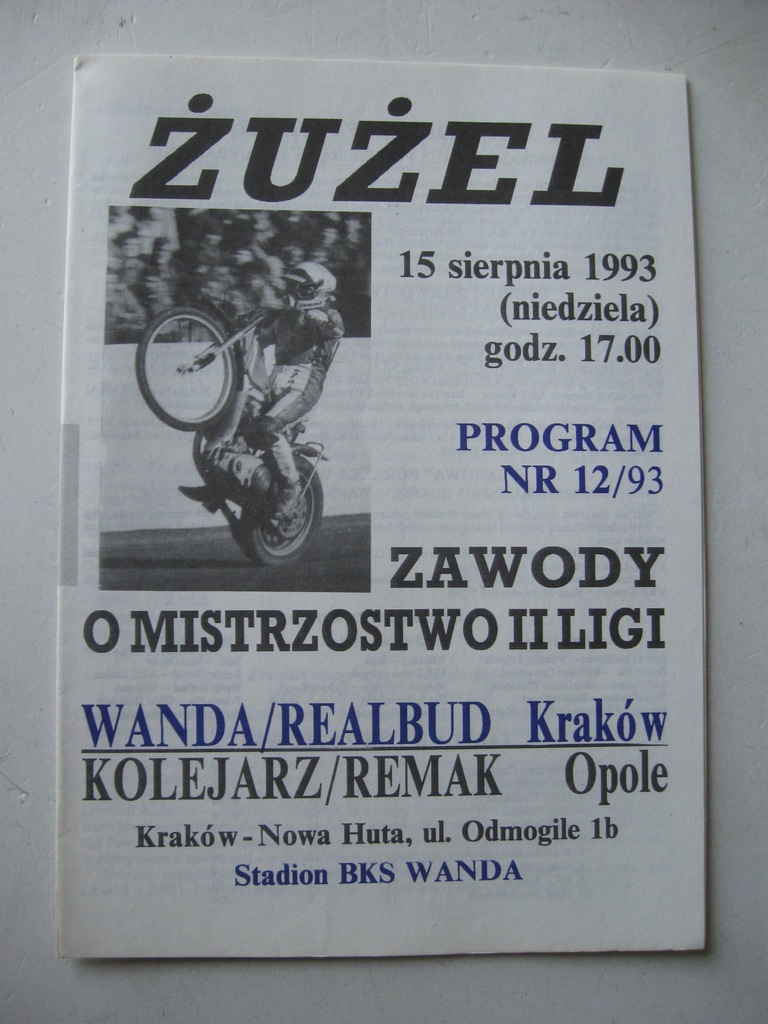 ŻUŻEL
15 sierpnia 1993
(niedziela)
godz. 17.00
PROGRAM
NR 12/93
ZAWODY
O MISTRZOSTWO II LIGI
WANDA/REALBUD Kraków
KOLEJARZ/REMAK Opole
Kraków - Nowa Huta, ul. Odmogile 1b
Stadion BKS WANDA